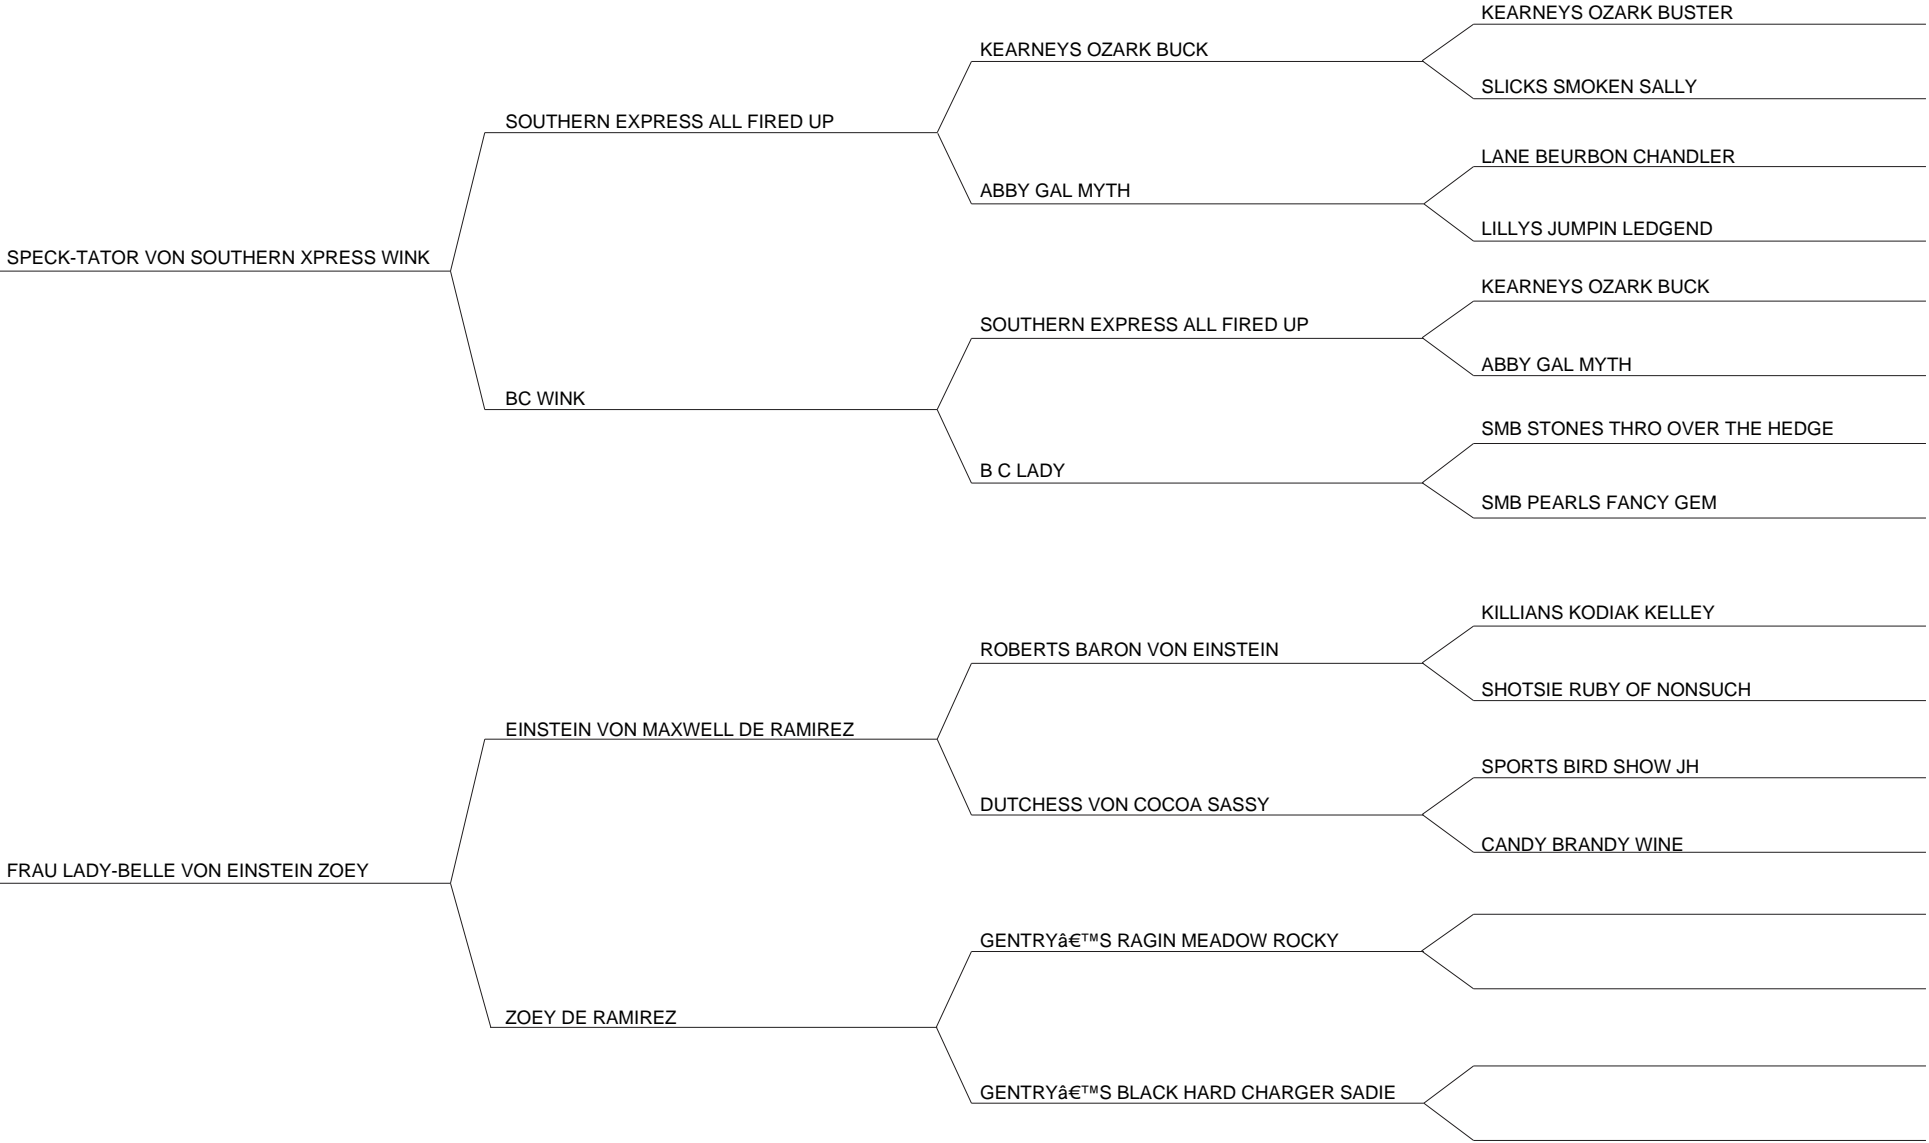 KEARNEYS OZARK BUSTER
KEARNEYS OZARK BUCK
SLICKS SMOKEN SALLY
SOUTHERN EXPRESS ALL FIRED UP
LANE BEURBON CHANDLER
ABBY GAL MYTH
LILLYS JUMPIN LEDGEND
SPECK-TATOR VON SOUTHERN XPRESS WINK
KEARNEYS OZARK BUCK
SOUTHERN EXPRESS ALL FIRED UP
ABBY GAL MYTH
BC WINK
SMB STONES THRO OVER THE HEDGE
B C LADY
SMB PEARLS FANCY GEM
KILLIANS KODIAK KELLEY
ROBERTS BARON VON EINSTEIN
SHOTSIE RUBY OF NONSUCH
EINSTEIN VON MAXWELL DE RAMIREZ
SPORTS BIRD SHOW JH
DUTCHESS VON COCOA SASSY
CANDY BRANDY WINE
FRAU LADY-BELLE VON EINSTEIN ZOEY
GENTRYâ€™S RAGIN MEADOW ROCKY
ZOEY DE RAMIREZ
GENTRYâ€™S BLACK HARD CHARGER SADIE